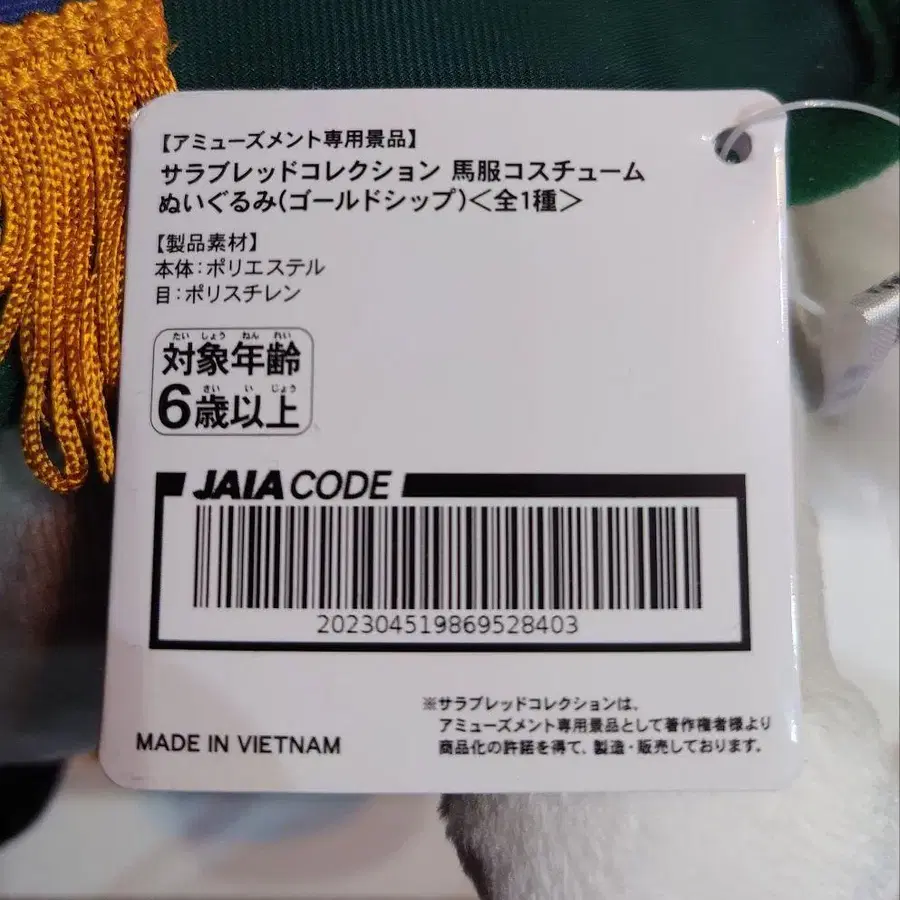 【アミューズメント専用景品】
サラブレッドコレクション 馬服コスチューム
ぬいぐるみ(ゴールドシップ)＜全1種＞
【製品素材】
本体：ポリエステル
目：ポリスチレン
たい しょう ねん れい
対象年齢
さい い じょう
6歳以上
JAIA CODE
202304519869528403
※サラブレッドコレクションは、
アミューズメント専用景品として著作権者様より
商品化の許諾を得て、製造・販売しております。
MADE IN VIETNAM